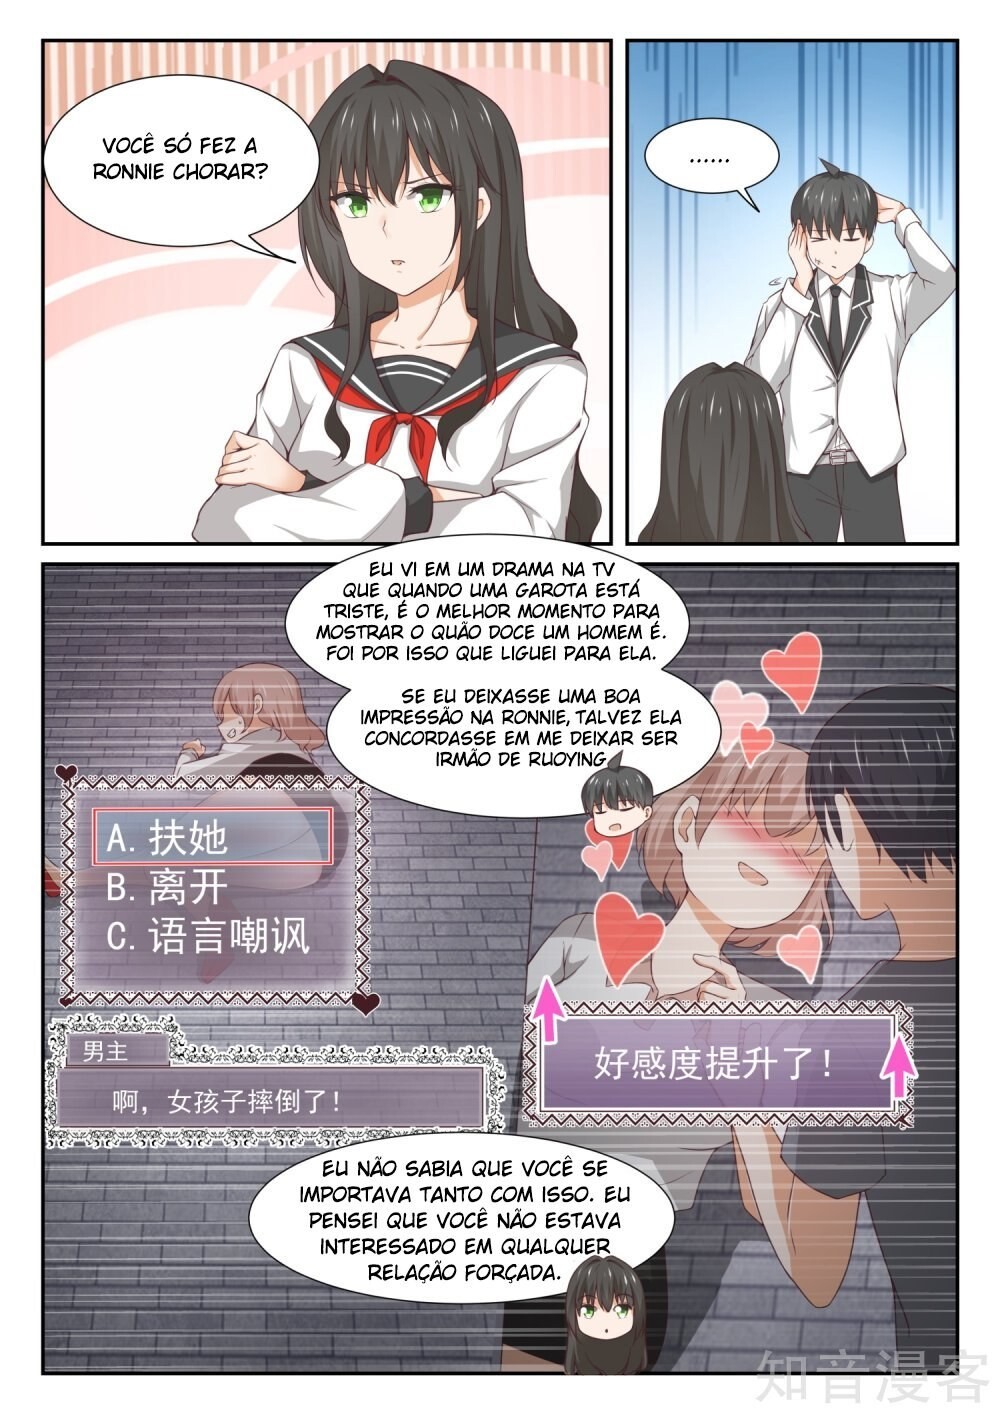 VOCÊ SÓ FEZ A
RONNIE CHORAR?
......
EU VI EM UM DRAMA NA TV
QUE QUANDO UMA GAROTA ESTÁ
TRISTE, É O MELHOR MOMENTO PARA
MOSTRAR O QUÃO DOCE UM HOMEM É.
FOI POR ISSO QUE LIGUEI PARA ELA.
SE EU DEIXASSE UMA BOA
IMPRESSÃO NA RONNIE, TALVEZ ELA
CONCORDASSE EM ME DEIXAR SER
IRMÃO DE RUOYING
A. 扶她
B. 离开
C. 语言嘲讽
男主
啊，女孩子摔倒了！
好感度提升了！
EU NÃO SABIA QUE VOCÊ SE
IMPORTAVA TANTO COM ISSO. EU
PENSEI QUE VOCÊ NÃO ESTAVA
INTERESSADO EM QUALQUER
RELAÇÃO FORÇADA.
知音漫客